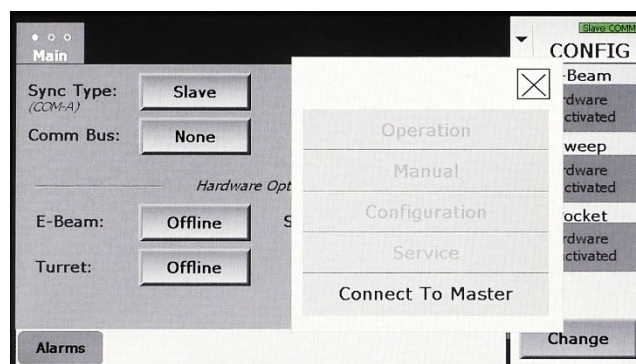 Slave COMM
Main
CONFIG
Sync Type:
(COM-A)
Slave
Comm Bus:
None
Hardware Opt
E-Beam:
Offline
S
Turret:
Offline
Operation
Manual
Configuration
Service
Connect To Master
-Beam
rdware
ctivated
weep
rdware
ctivated
ocket
rdware
ctivated
Alarms
Change